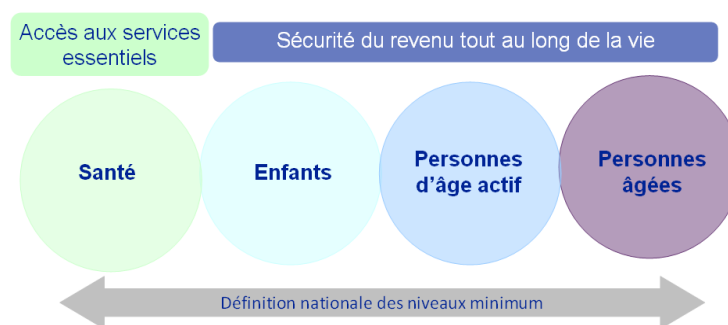 Accès aux services
essentiels
Sécurité du revenu tout au long de la vie
Santé
Enfants
Personnes
d’âge actif
Personnes
âgées
Définition nationale des niveaux minimum